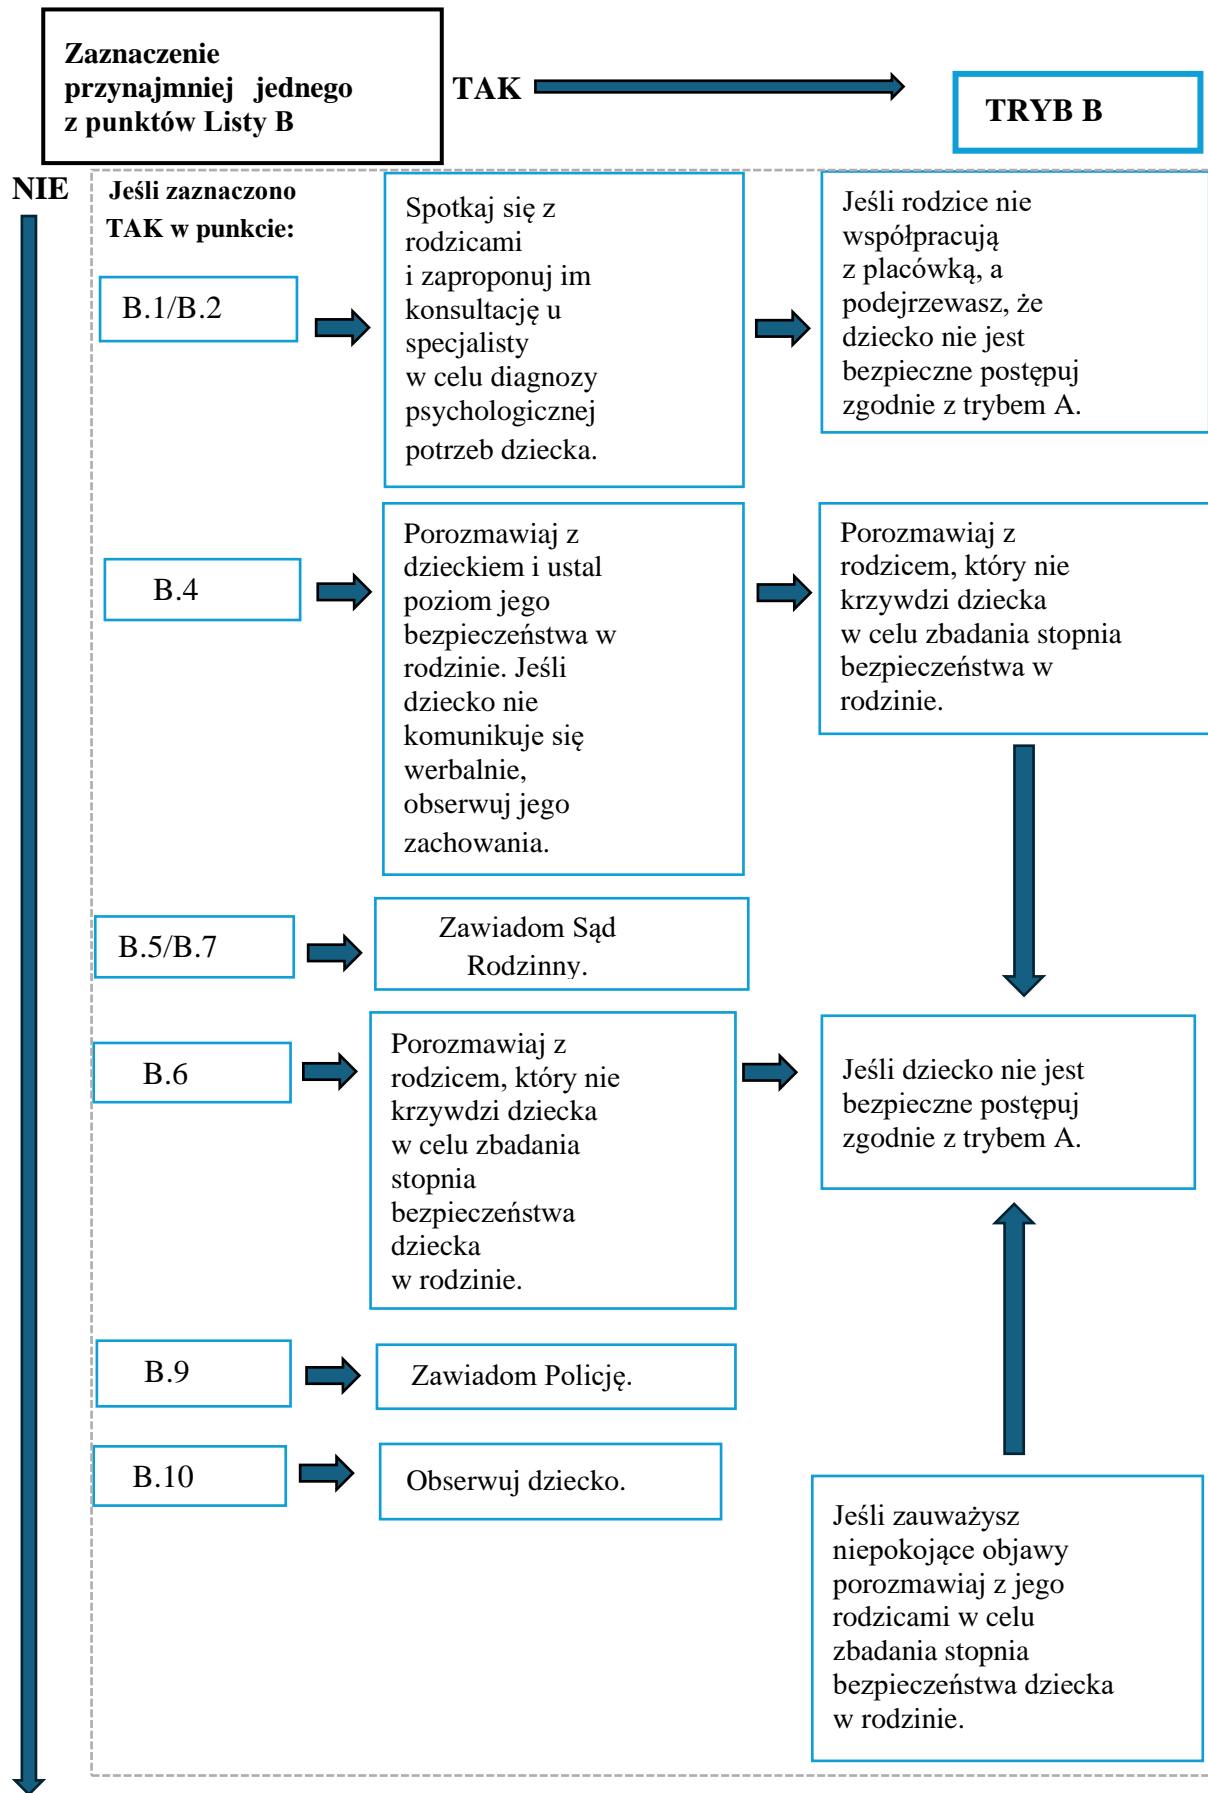 Zaznaczenie
przynajmniej jednego
z punktów Listy B
TAK
TRYB B
NIE
Jeśli zaznaczono
TAK w punkcie:
B.1/B.2
Spotkaj się z
rodzicami
i zaproponuj im
konsultację u
specjalisty
w celu diagnozy
psychologicznej
potrzeb dziecka.
Jeśli rodzice nie
współpracują
z placówką, a
podejrzewasz, że
dziecko nie jest
bezpieczne postępuj
zgodnie z trybem A.
B.4
Porozmawiaj z
dzieckiem i ustal
poziom jego
bezpieczeństwa w
rodzinie. Jeśli
dziecko nie
komunikuje się
werbalnie,
obserwuj jego
zachowania.
Porozmawiaj z
rodzicem, który nie
krzywdzi dziecka
w celu zbadania stopnia
bezpieczeństwa w
rodzinie.
B.5/B.7
Zawiadom Sąd
Rodzinny.
B.6
Porozmawiaj z
rodzicem, który nie
krzywdzi dziecka
w celu zbadania
stopnia
bezpieczeństwa
dziecka
w rodzinie.
Jeśli dziecko nie jest
bezpieczne postępuj
zgodnie z trybem A.
B.9
Zawiadom Policję.
B.10
Obserwuj dziecko.
Jeśli zauważysz
niepokojące objawy
porozmawiaj z jego
rodzicami w celu
zbadania stopnia
bezpieczeństwa dziecka
w rodzinie.